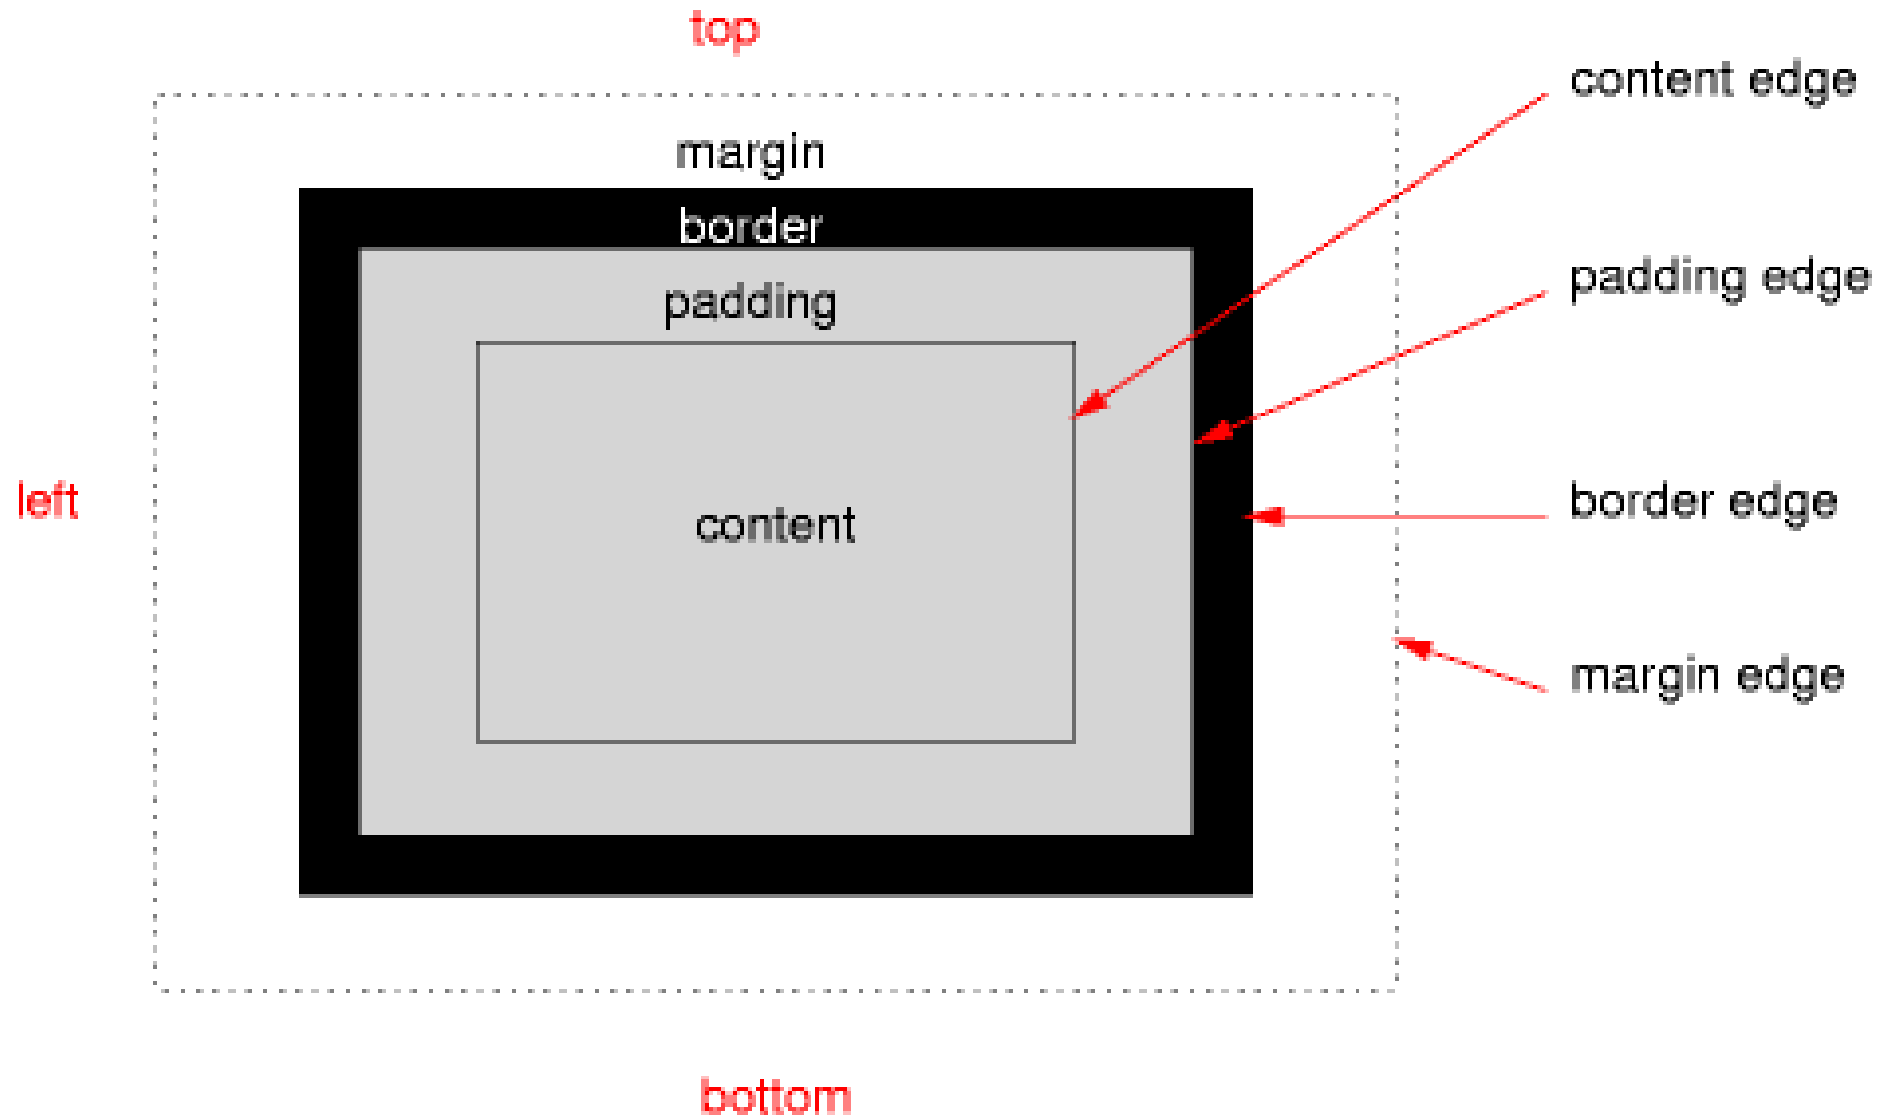 top
content edge
margin
border
padding edge
padding
left
border edge
content
margin edge
bottom